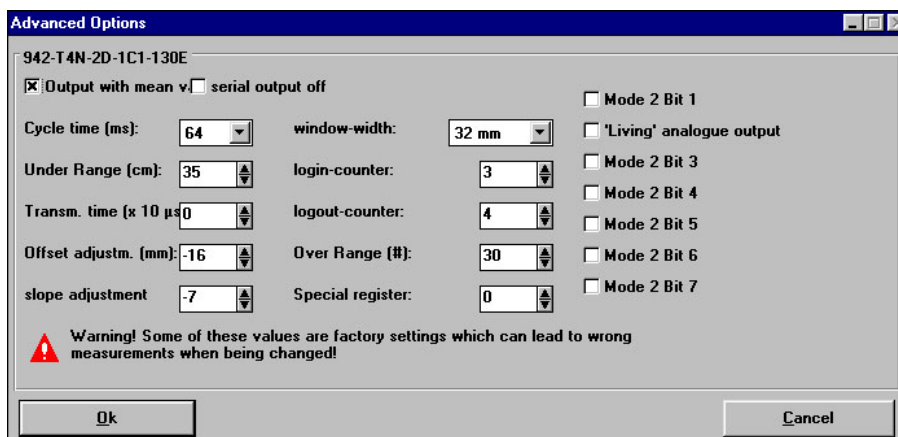 Advanced Options
942-T4N-2D-1C1-130E
Output with mean v. serial output off
Mode 2 Bit 1
Cycle time (ms): 64 window-width: 32 mm
'Living' analogue output
Under Range (cm): 35 login-counter: 3
Mode 2 Bit 3
Mode 2 Bit 4
Transm. time (x 10 µs 0 logout-counter: 4
Mode 2 Bit 5
Offset adjustm. (mm): -16 Over Range (#): 30
Mode 2 Bit 6
slope adjustment -7 Special register: 0
Mode 2 Bit 7
Warning! Some of these values are factory settings which can lead to wrong
measurements when being changed!
Ok Cancel